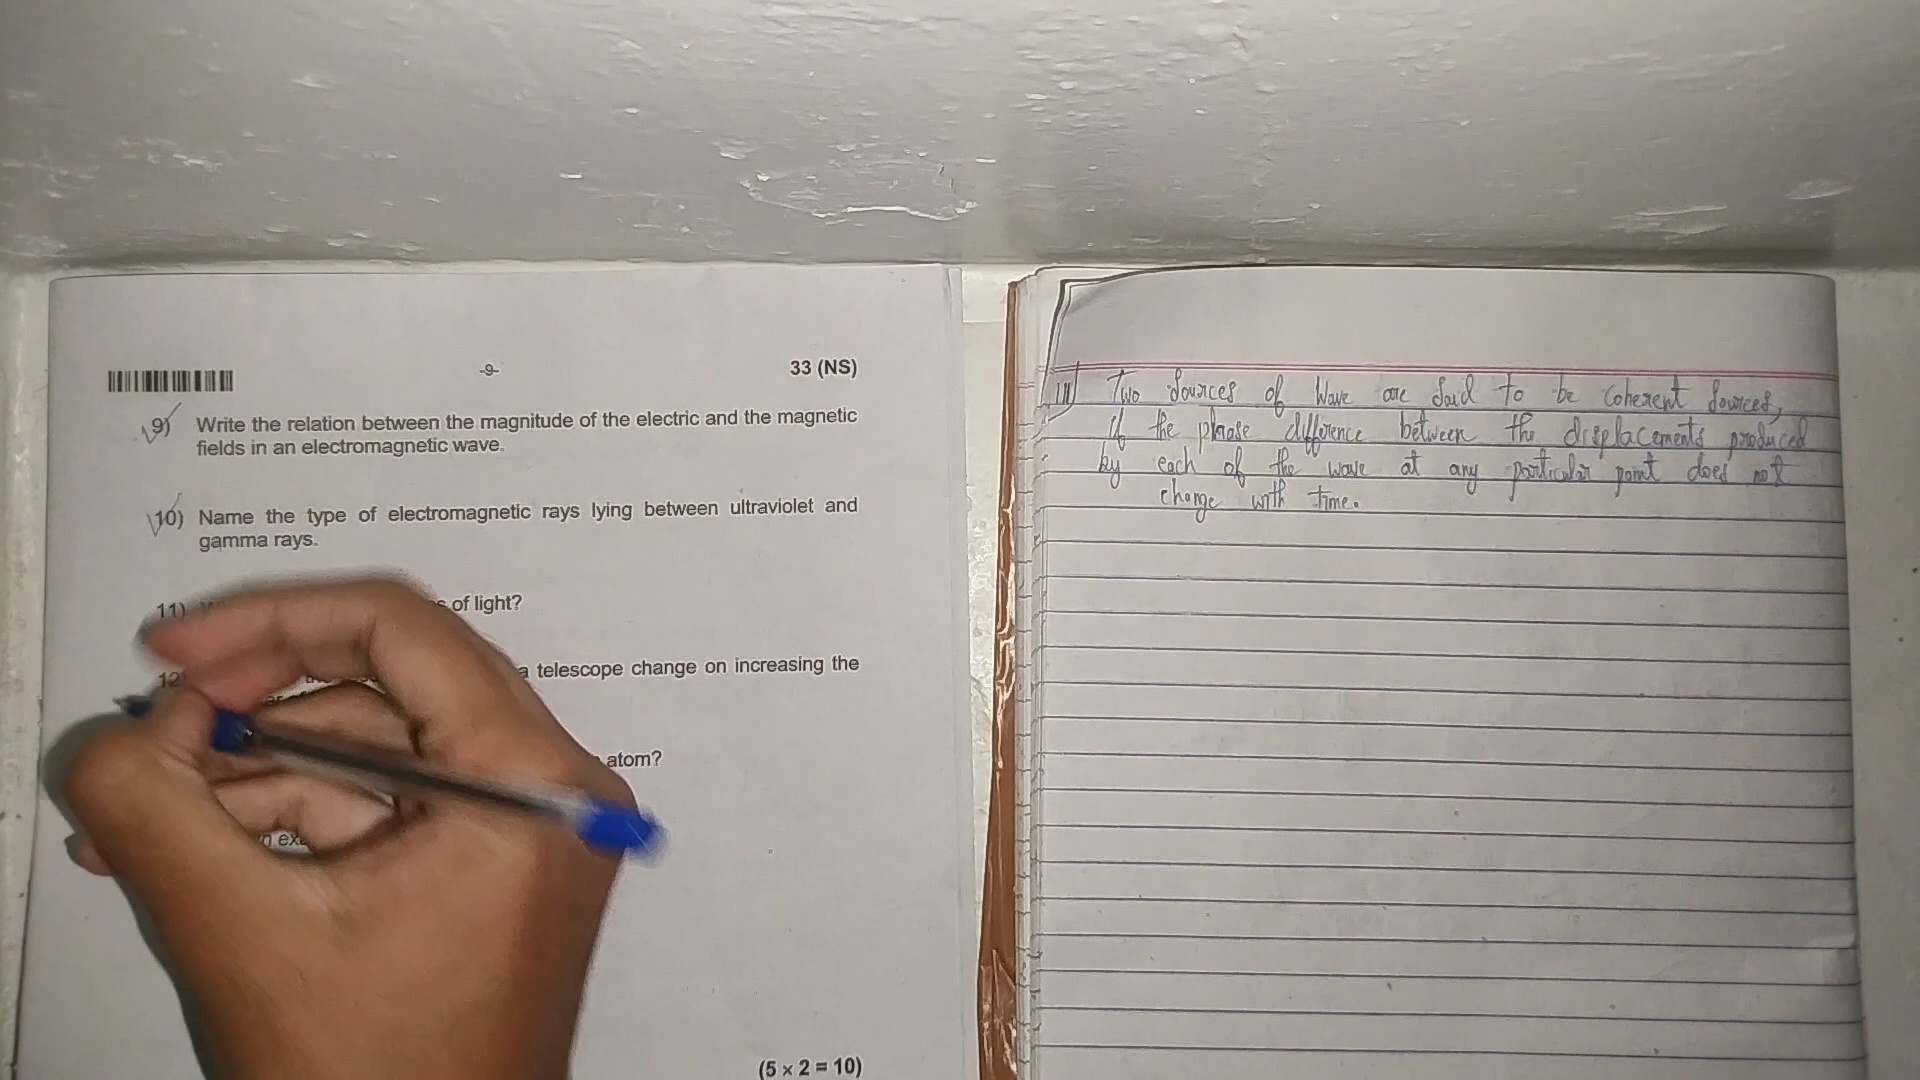 -9-
33 (NS)
9) Write the relation between the magnitude of the electric and the magnetic
fields in an electromagnetic wave.
10) Name the type of electromagnetic rays lying between ultraviolet and
gamma rays.
11) of light?
12 a telescope change on increasing the
atom?
(5 × 2 = 10)
11) Two sources of wave are said to be coherent sources,
if the phase difference between the displacements produced
by each of the wave at any particular point does not
change with time.